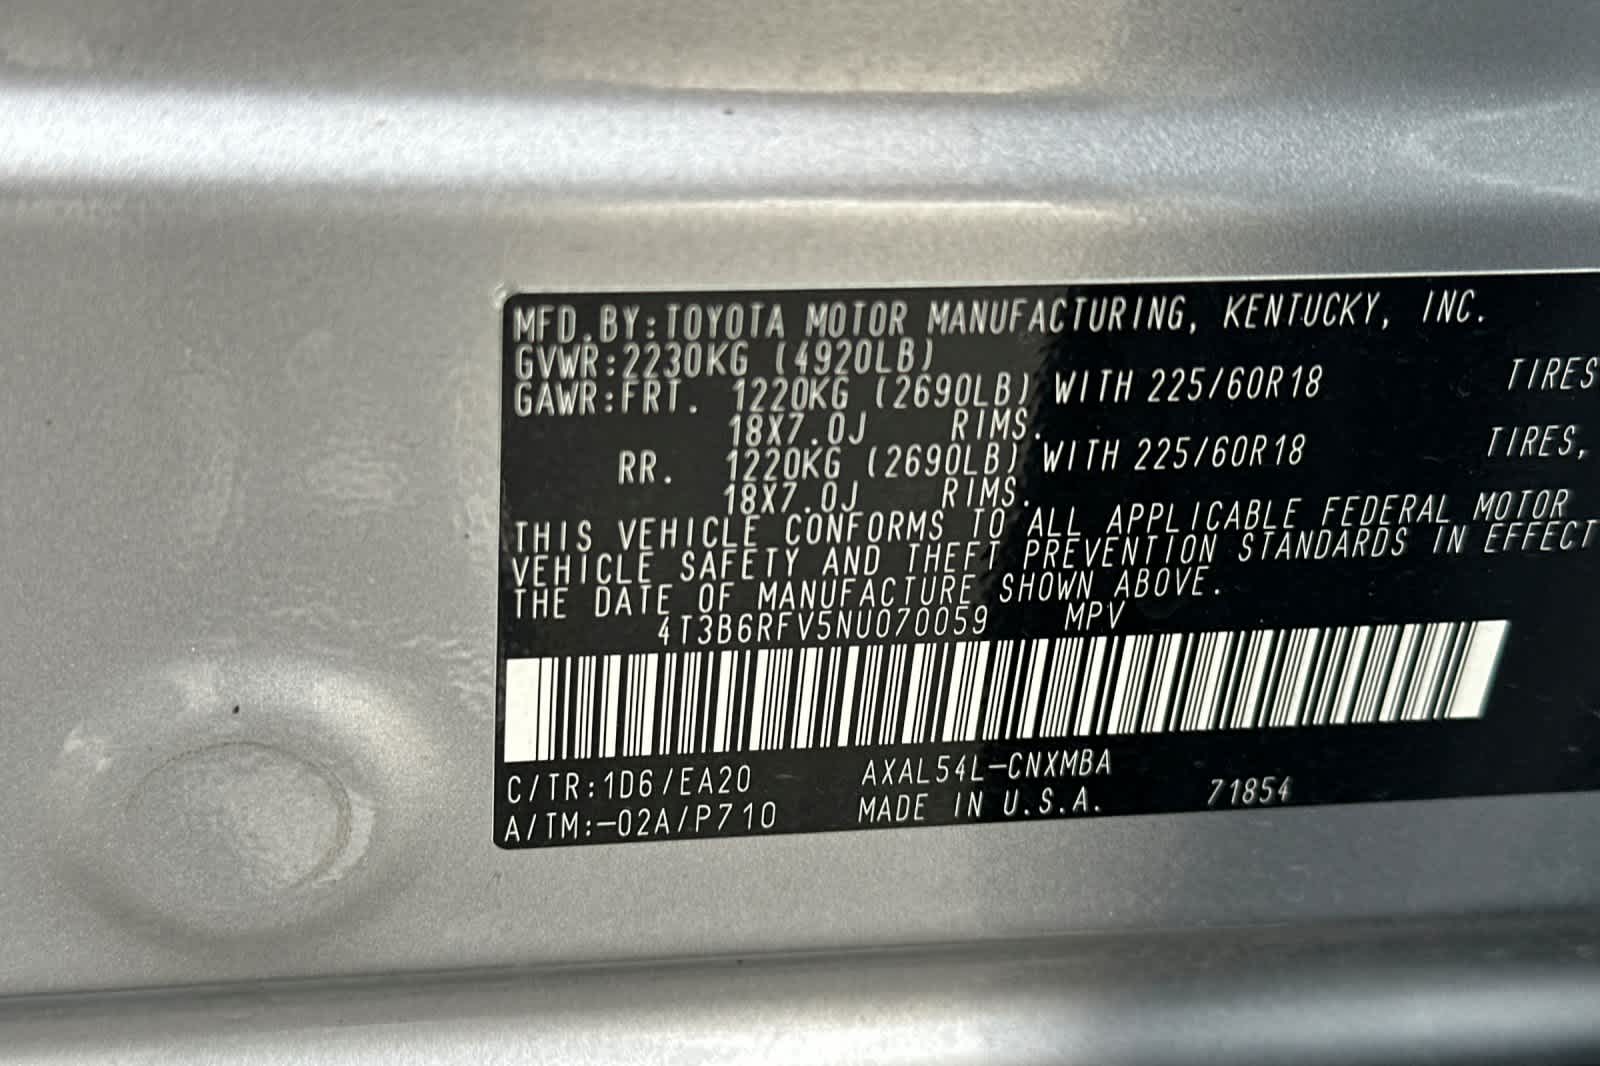 MFD.BY:TOYOTA MOTOR MANUFACTURING, KENTUCKY, INC.
GVWR:2230KG (4920LB)
GAWR:FRT. 1220KG (2690LB) WITH 225/60R18 TIRES
18X7.0J RIMS.
RR. 1220KG (2690LB) WITH 225/60R18 TIRES,
18X7.0J RIMS.
THIS VEHICLE CONFORMS TO ALL APPLICABLE FEDERAL MOTOR
VEHICLE SAFETY AND THEFT PREVENTION STANDARDS IN EFFECT
THE DATE OF MANUFACTURE SHOWN ABOVE.
4T3B6RFV5NU070059 MPV
C/TR:1D6/EA20 AXAL54L-CNXMBA
A/TM:-02A/P710 MADE IN U.S.A. 71854